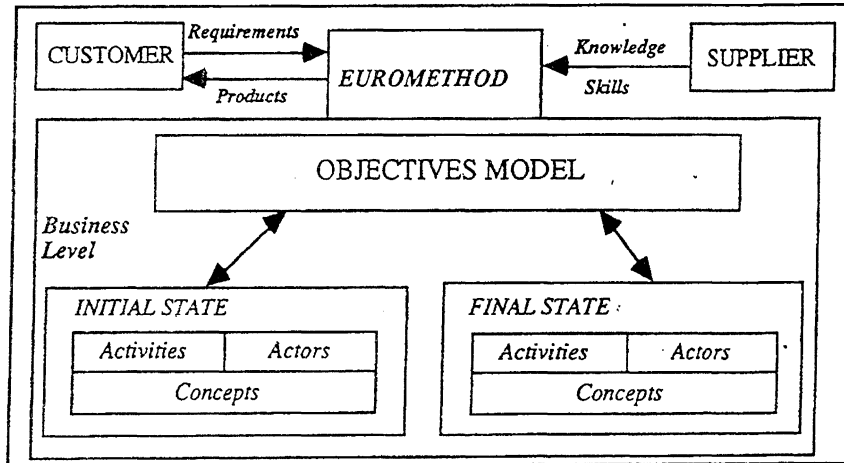 CUSTOMER
Requirements
Products
EUROMETHOD
Knowledge
Skills
SUPPLIER
OBJECTIVES MODEL
Business
Level
INITIAL STATE
Activities
Actors
Concepts
FINAL STATE
Activities
Actors
Concepts